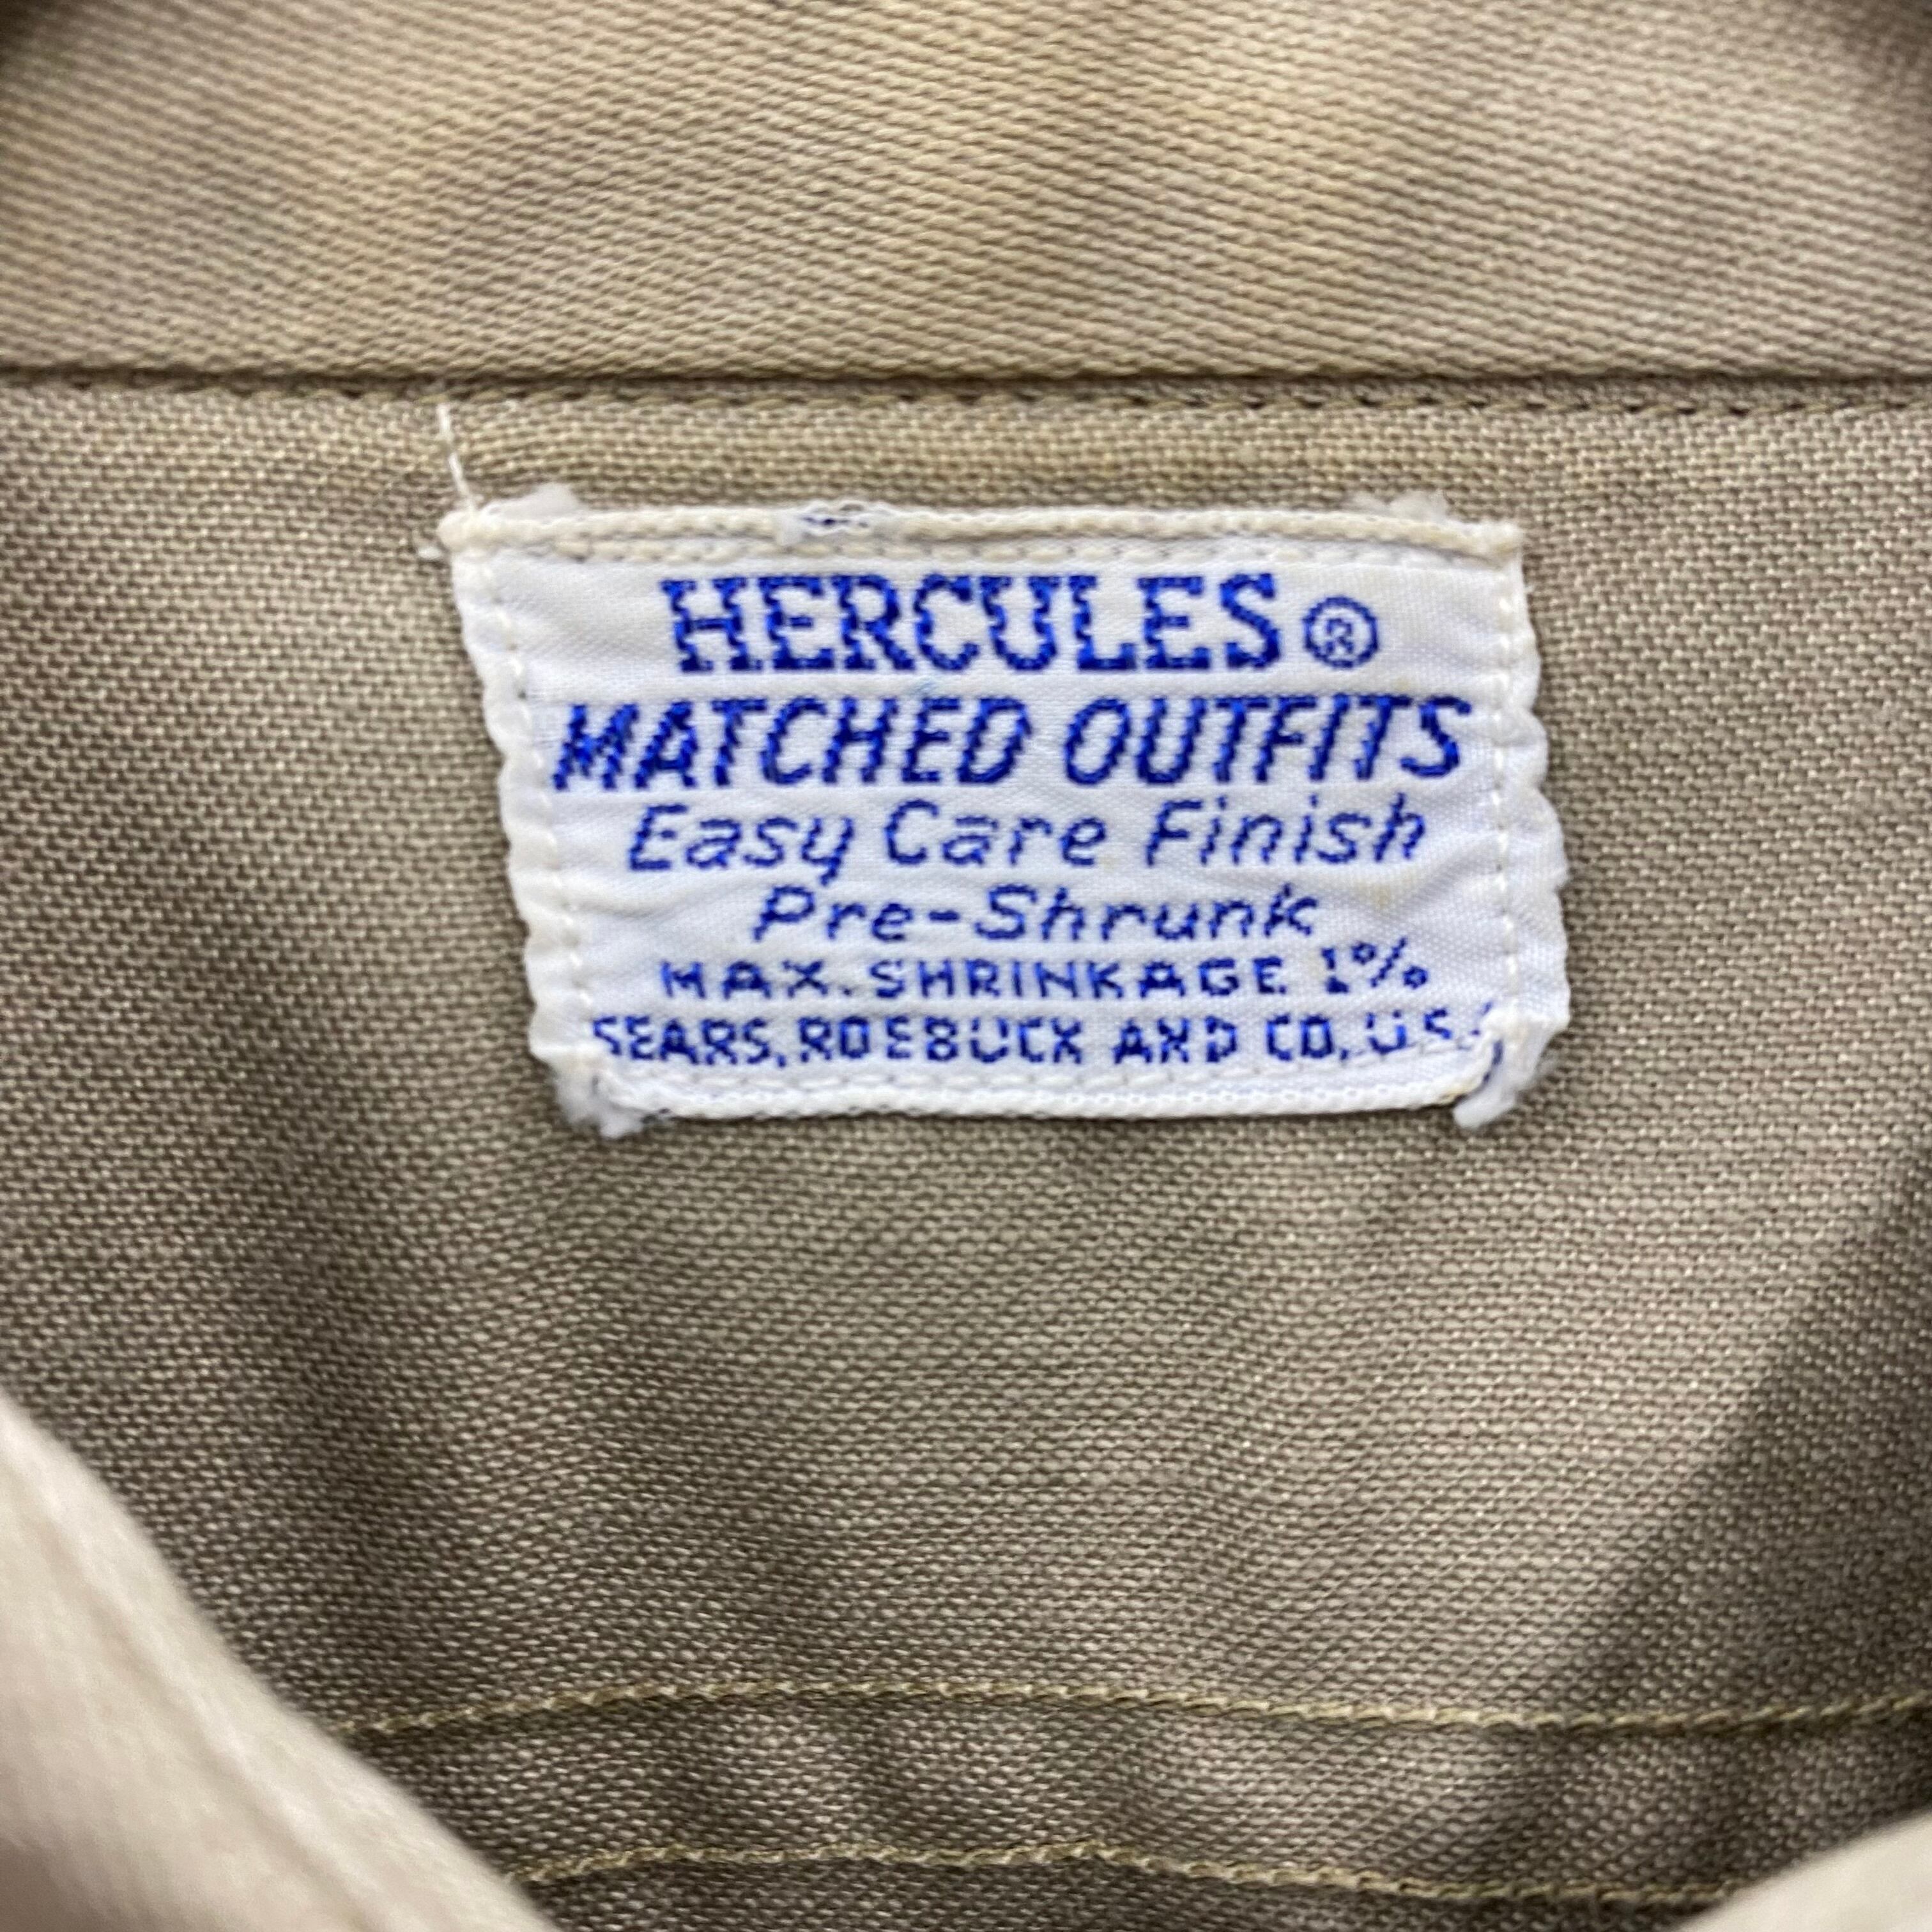 HERCULES®
MATCHED OUTFITS
Easy Care Finish
Pre-Shrunk
MAX. SHRINKAGE 1%
SEARS, ROEBUCK AND CO. U.S.